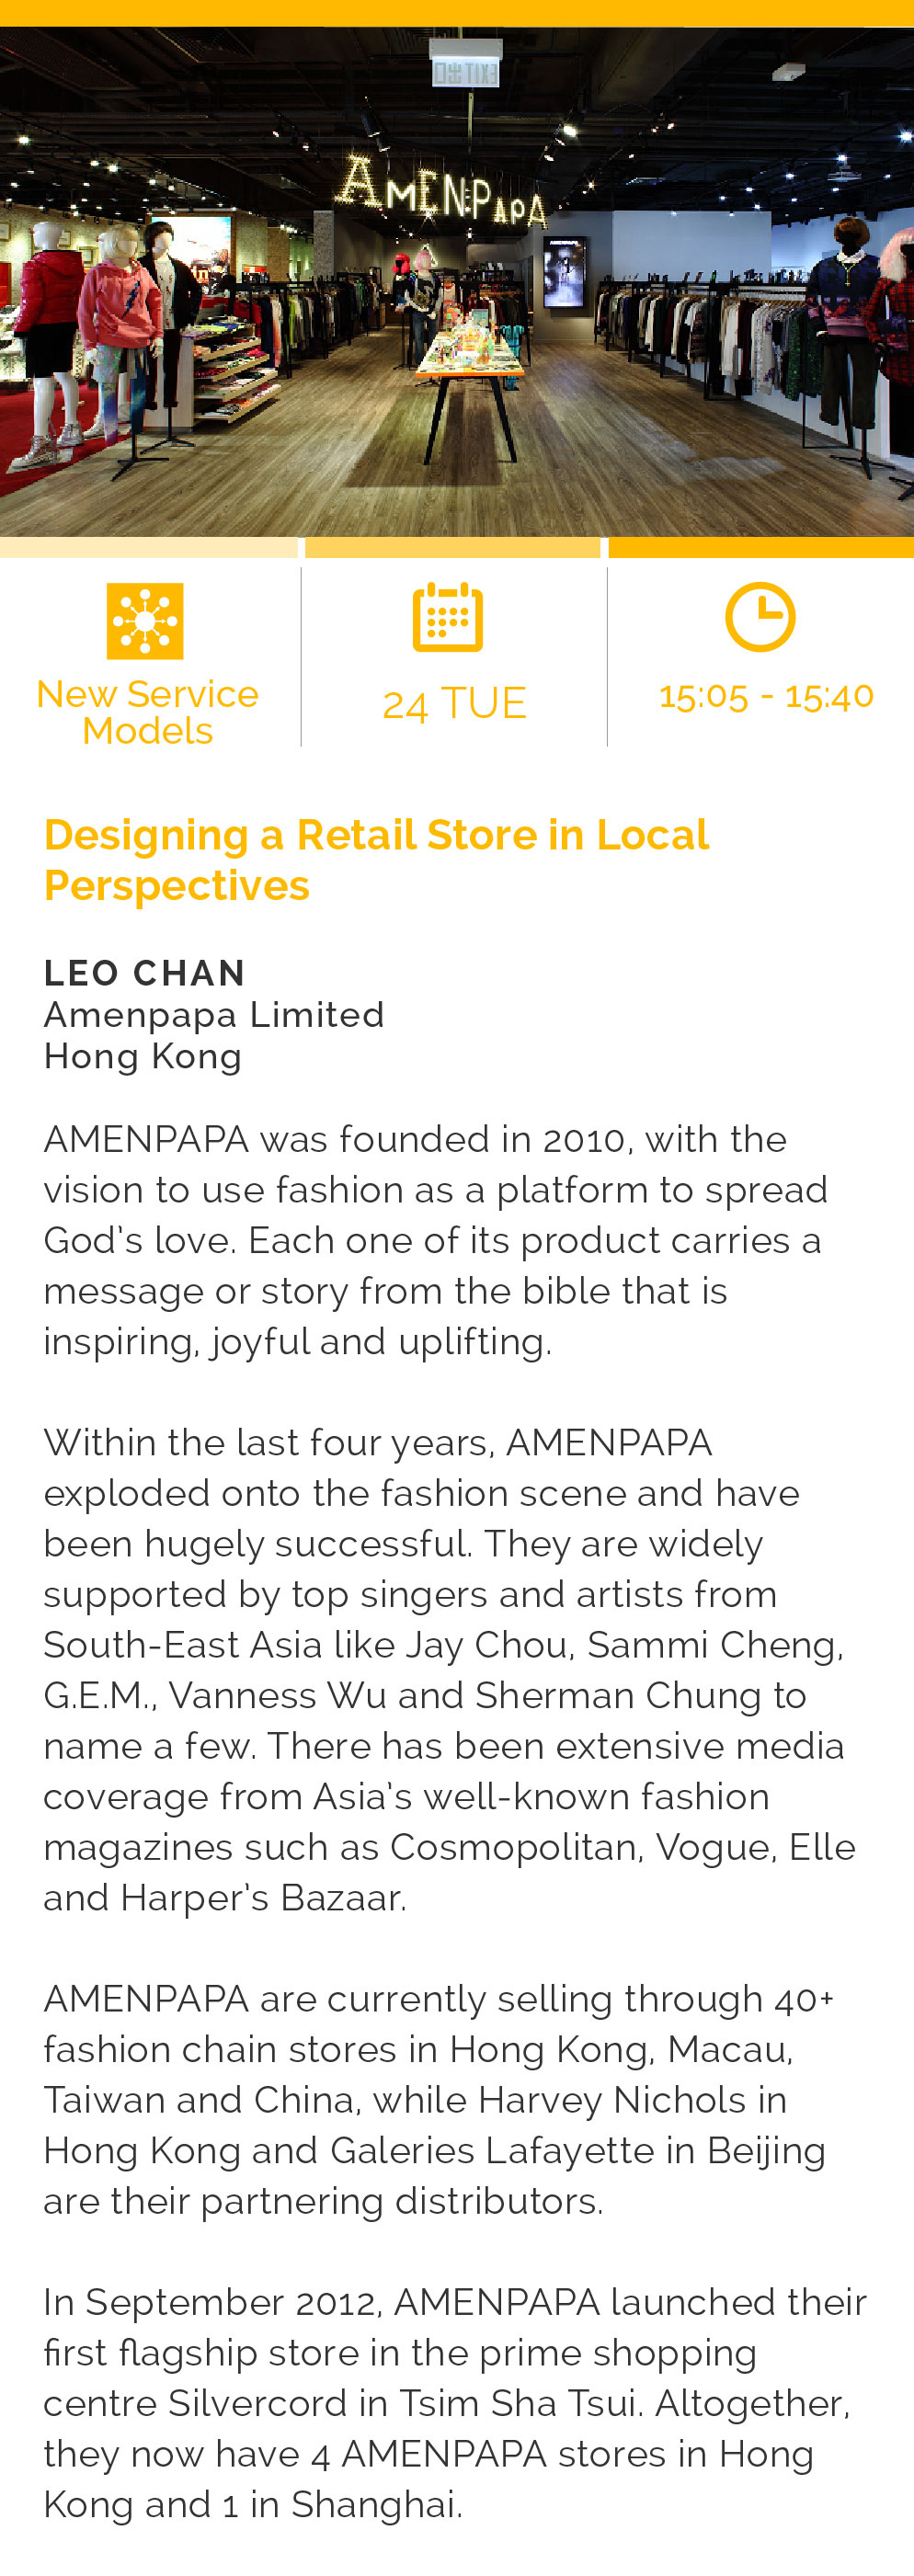 EXIT 出口
AMENPAPA
AMENPAPA
New Service
Models
24 TUE
15:05 - 15:40
Designing a Retail Store in Local
Perspectives
LEO CHAN
Amenpapa Limited
Hong Kong
AMENPAPA was founded in 2010, with the
vision to use fashion as a platform to spread
God's love. Each one of its product carries a
message or story from the bible that is
inspiring, joyful and uplifting.
Within the last four years, AMENPAPA
exploded onto the fashion scene and have
been hugely successful. They are widely
supported by top singers and artists from
South-East Asia like Jay Chou, Sammi Cheng,
G.E.M., Vanness Wu and Sherman Chung to
name a few. There has been extensive media
coverage from Asia's well-known fashion
magazines such as Cosmopolitan, Vogue, Elle
and Harper's Bazaar.
AMENPAPA are currently selling through 40+
fashion chain stores in Hong Kong, Macau,
Taiwan and China, while Harvey Nichols in
Hong Kong and Galeries Lafayette in Beijing
are their partnering distributors.
In September 2012, AMENPAPA launched their
first flagship store in the prime shopping
centre Silvercord in Tsim Sha Tsui. Altogether,
they now have 4 AMENPAPA stores in Hong
Kong and 1 in Shanghai.